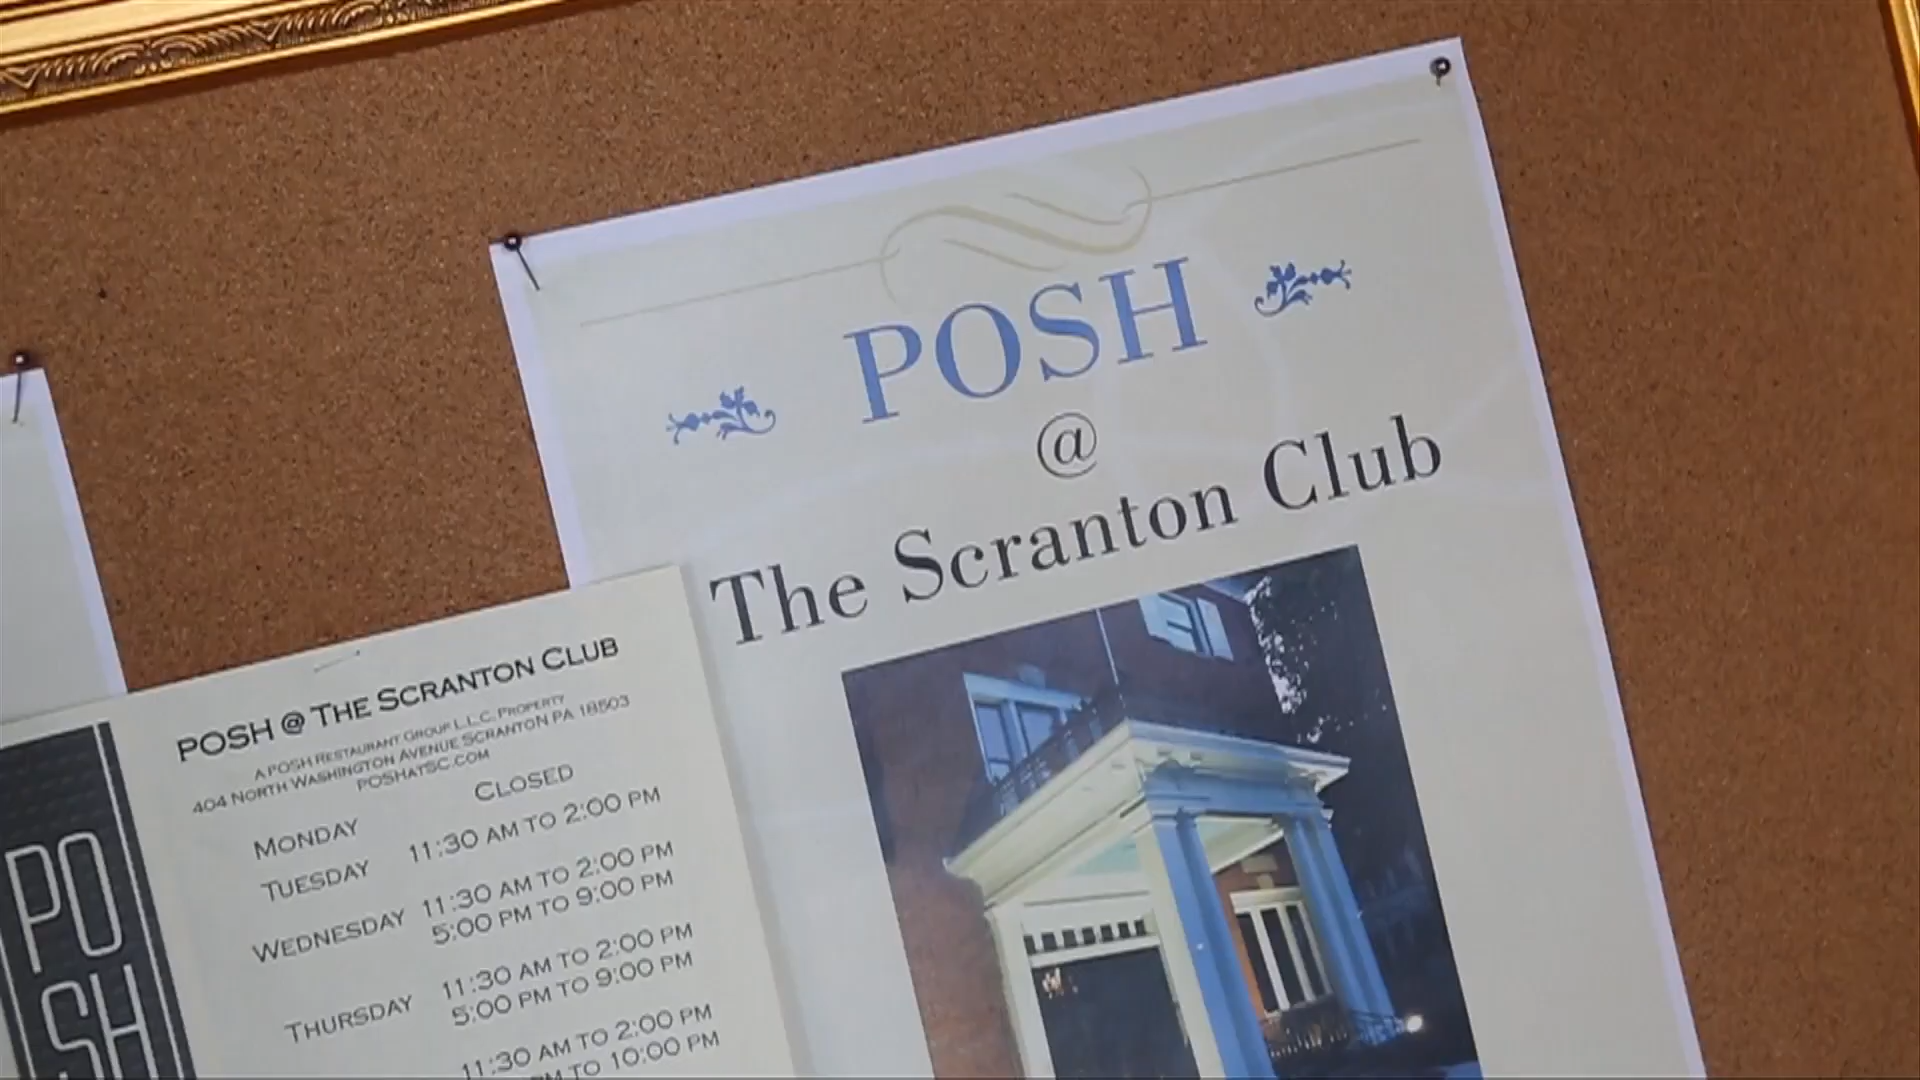 POSH
@
The Scranton Club
POSH @ THE SCRANTON CLUB
A POSH RESTAURANT GROUP L.L.C. PROPERTY
404 NORTH WASHINGTON AVENUE SCRANTON PA 18503
POSHATSC.COM
MONDAY CLOSED
TUESDAY 11:30 AM TO 2:00 PM
WEDNESDAY 11:30 AM TO 2:00 PM
5:00 PM TO 9:00 PM
THURSDAY 11:30 AM TO 2:00 PM
5:00 PM TO 9:00 PM
11:30 AM TO 2:00 PM
PM TO 10:00 PM
PO
SH